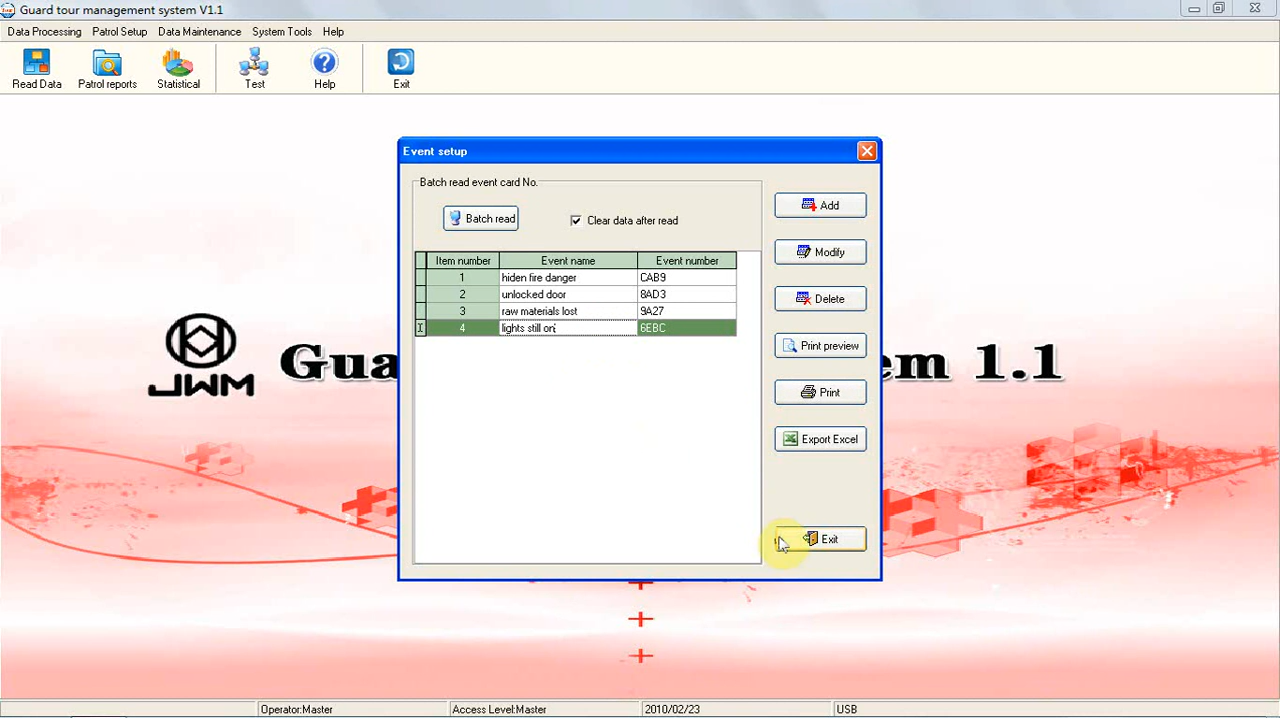 Guard tour management system V1.1
Data Processing Patrol Setup Data Maintenance System Tools Help
Read Data Patrol reports Statistical Test Help Exit
Event setup
Batch read event card No.
Batch read Clear data after read
Add
Modify
Delete
Print preview
Print
Export Excel
Exit
Item number Event name Event number
1 hiden fire danger CAB9
2 unlocked door 8AD3
3 raw materials lost 9A27
4 lights still on 6EBC
JWM
1.1
Operator:Master Access Level:Master 2010/02/23 USB